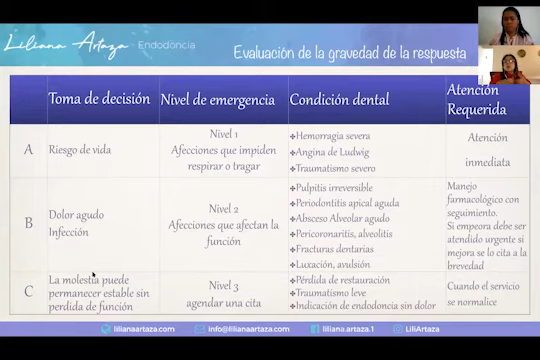 Liliana Artaza Endodoncia
Evaluación de la gravedad de la respuesta
Toma de decisión
Nivel de emergencia
Condición dental
Atención
Requerida
A
Riesgo de vida
Nivel 1
Afecciones que impiden
respirar o tragar
❖Hemorragia severa
❖Angina de Ludwig
❖Traumatismo severo
Atención
inmediata
B
Dolor agudo
Infección
Nivel 2
Afecciones que afectan la
función
❖Pulpitis irreversible
❖Periodontitis apical aguda
❖Absceso Alveolar agudo
❖Pericoronaritis, alveolitis
❖Fracturas dentarias
❖Luxación, avulsión
Manejo
farmacológico con
seguimiento.
Si empeora debe ser
atendido urgente si
mejora se lo cita a la
brevedad
C
La molestia puede
permanecer estable sin
perdida de función
Nivel 3
agendar una cita
❖Pérdida de restauración
❖Traumatismo leve
❖Indicación de endodoncia sin dolor
Cuando el servicio
se normalice
lilianaartaza.com
info@lilianaartaza.com
liliana.artaza.1
LiliArtaza